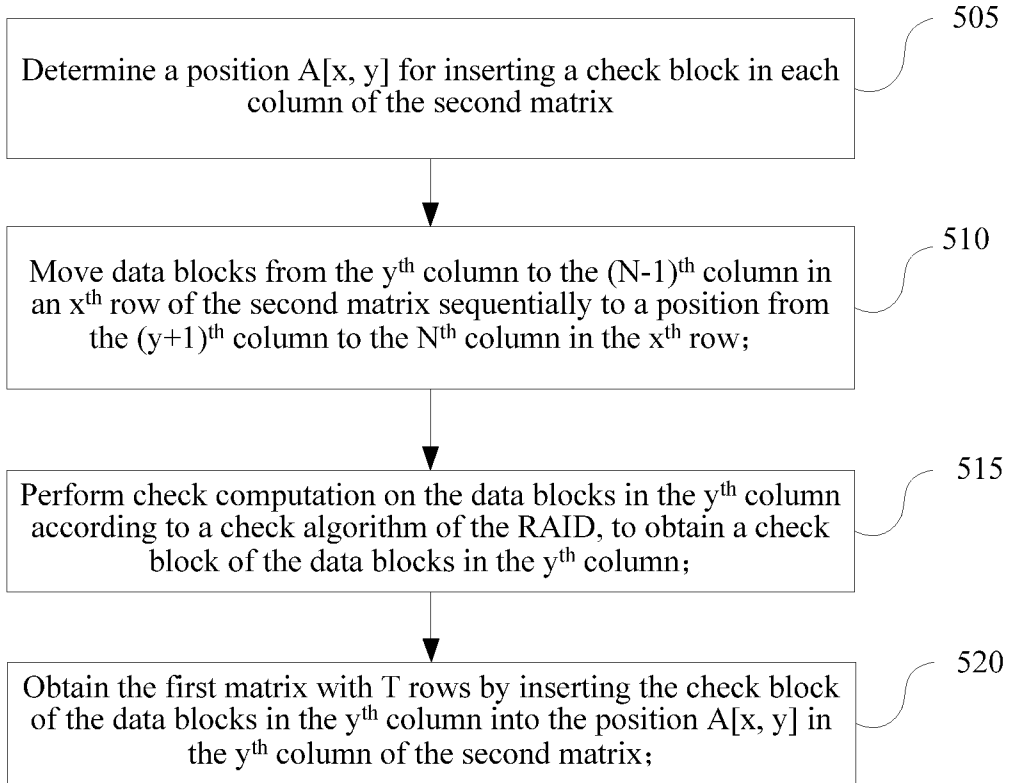 505
Determine a position A[x, y] for inserting a check block in each
column of the second matrix
510
Move data blocks from the yth column to the (N-1)th column in
an xth row of the second matrix sequentially to a position from
the (y+1)th column to the Nth column in the xth row；
515
Perform check computation on the data blocks in the yth column
according to a check algorithm of the RAID, to obtain a check
block of the data blocks in the yth column；
520
Obtain the first matrix with T rows by inserting the check block
of the data blocks in the yth column into the position A[x, y] in
the yth column of the second matrix；